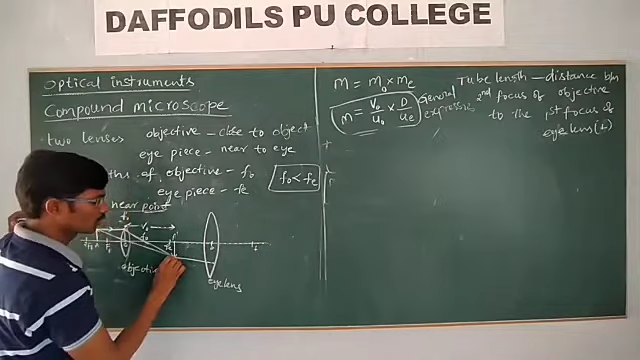 DAFFODILS PU COLLEGE
Optical instruments
Compound microscope
two lenses objective - close to object
eye piece - near to eye
of objective - fo
eye piece - fe
fo < fe
near point
objecti
eyelens
m = mo × me
m = vo/uo × D/ue General
expressio
Tube length - distance b/n
2nd focus of objective
to the 1st focus of
eye lens (L)